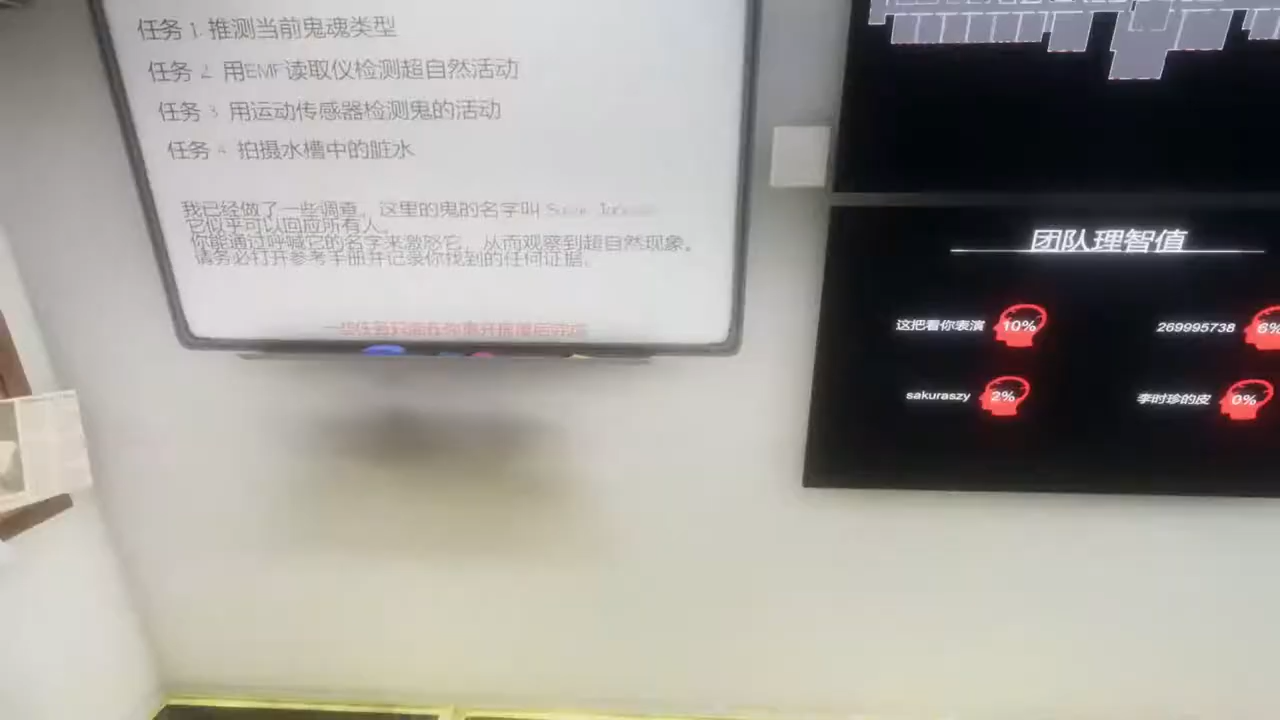 任务 1. 推测当前鬼魂类型
任务 2. 用EMF读取仪检测超自然活动
任务 3. 用运动传感器检测鬼的活动
任务 4. 拍摄水槽中的脏水
我已经做了一些调查，这里的鬼的名字叫 Susan
它似乎可以回应所有人。
你能通过呼喊它的名字来激怒它，从而观察到超自然现象。
请务必打开参考手册并记录你找到的任何证据。
团队理智值
这把看你表演 10%
269995738 6%
sakuraszy 2%
李时珍的皮 0%